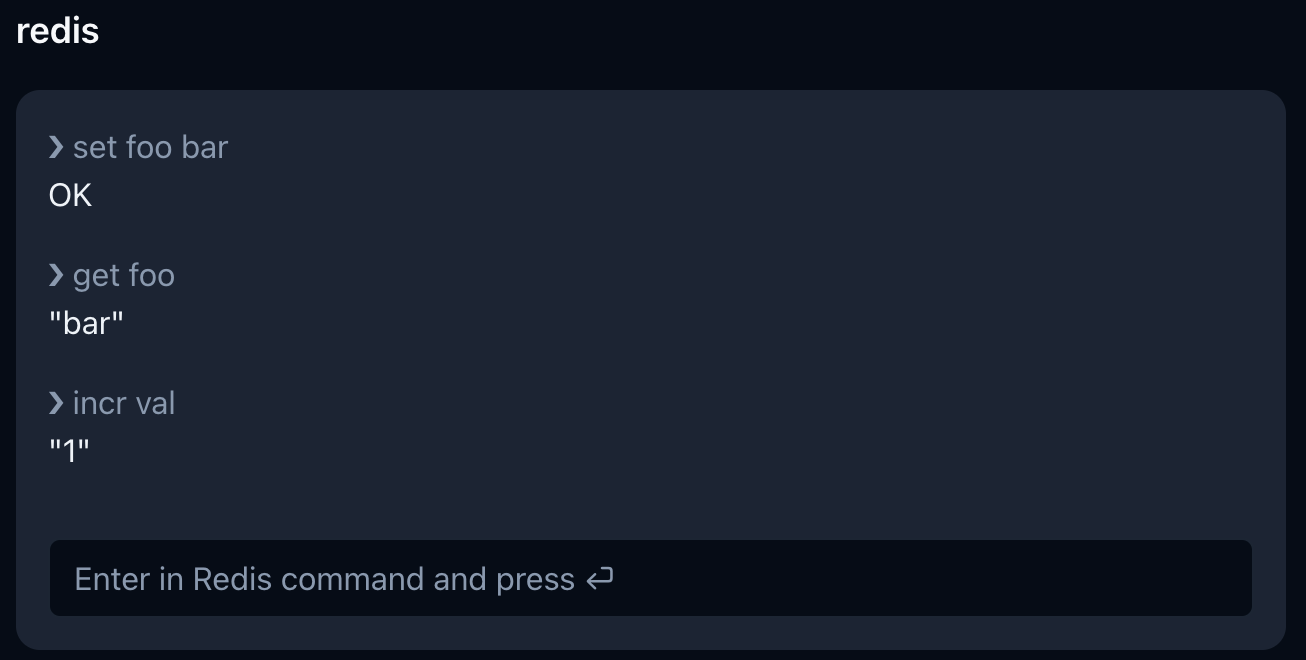 redis
❯ set foo bar
OK
❯ get foo
"bar"
❯ incr val
"1"
Enter in Redis command and press ↵